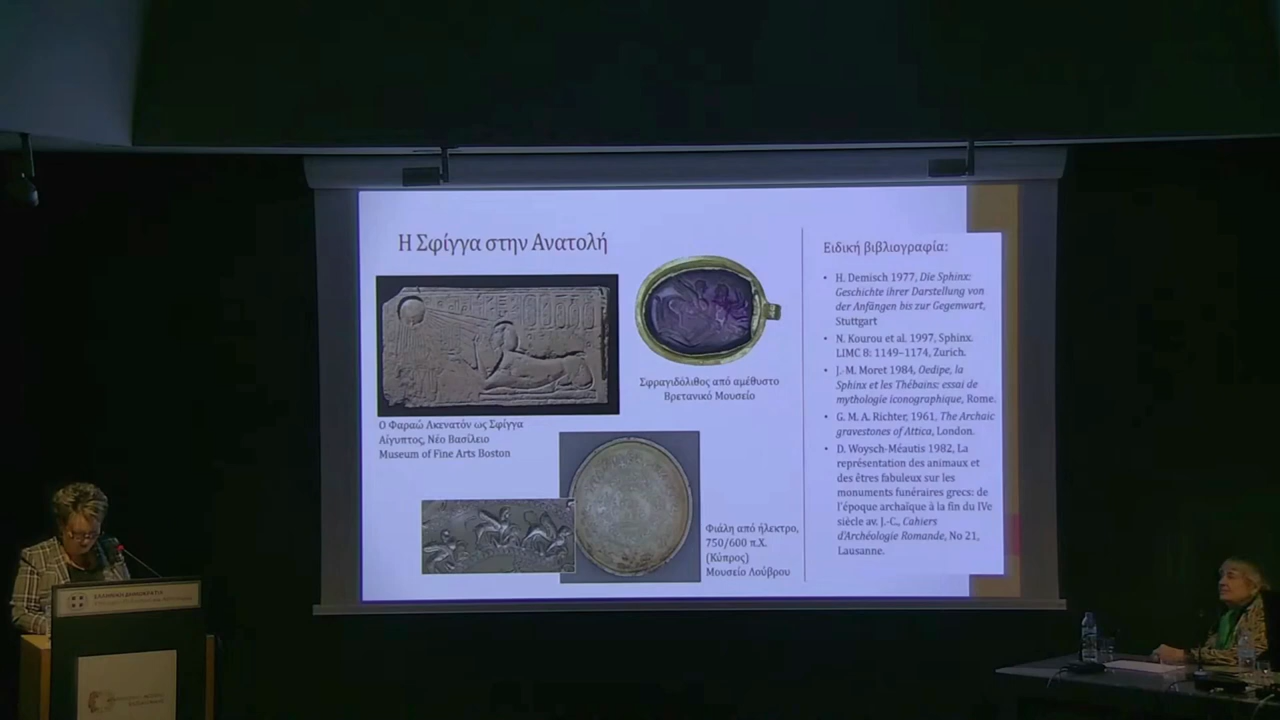 Η Σφίγγα στην Ανατολή
Ο Φαραώ Ακενατόν ως Σφίγγα
Αίγυπτος, Νέο Βασίλειο
Museum of Fine Arts Boston
Σφραγιδόλιθος από αμέθυστο
Βρετανικό Μουσείο
Φιάλη από ήλεκτρο,
750/600 π.Χ.
(Κύπρος)
Μουσείο Λούβρου
Ειδική βιβλιογραφία:
• H. Demisch 1977, Die Sphinx:
Geschichte ihrer Darstellung von
der Anfängen bis zur Gegenwart,
Stuttgart
• N. Kourou et al. 1997, Sphinx.
LIMC 8: 1149–1174, Zurich.
• J.-M. Moret 1984, Oedipe, la
Sphinx et les Thébains: essai de
mythologie iconographique, Rome.
• G. M. A. Richter, 1961, The Archaic
gravestones of Attica, London.
• D. Woysch-Méautis 1982, La
représentation des animaux et
des êtres fabuleux sur les
monuments funéraires grecs: de
l'époque archaïque à la fin du IVe
siècle av. J.-C., Cahiers
d'Archéologie Romande, No 21,
Lausanne.
ΕΛΛΗΝΙΚΗ ΔΗΜΟΚΡΑΤΙΑ